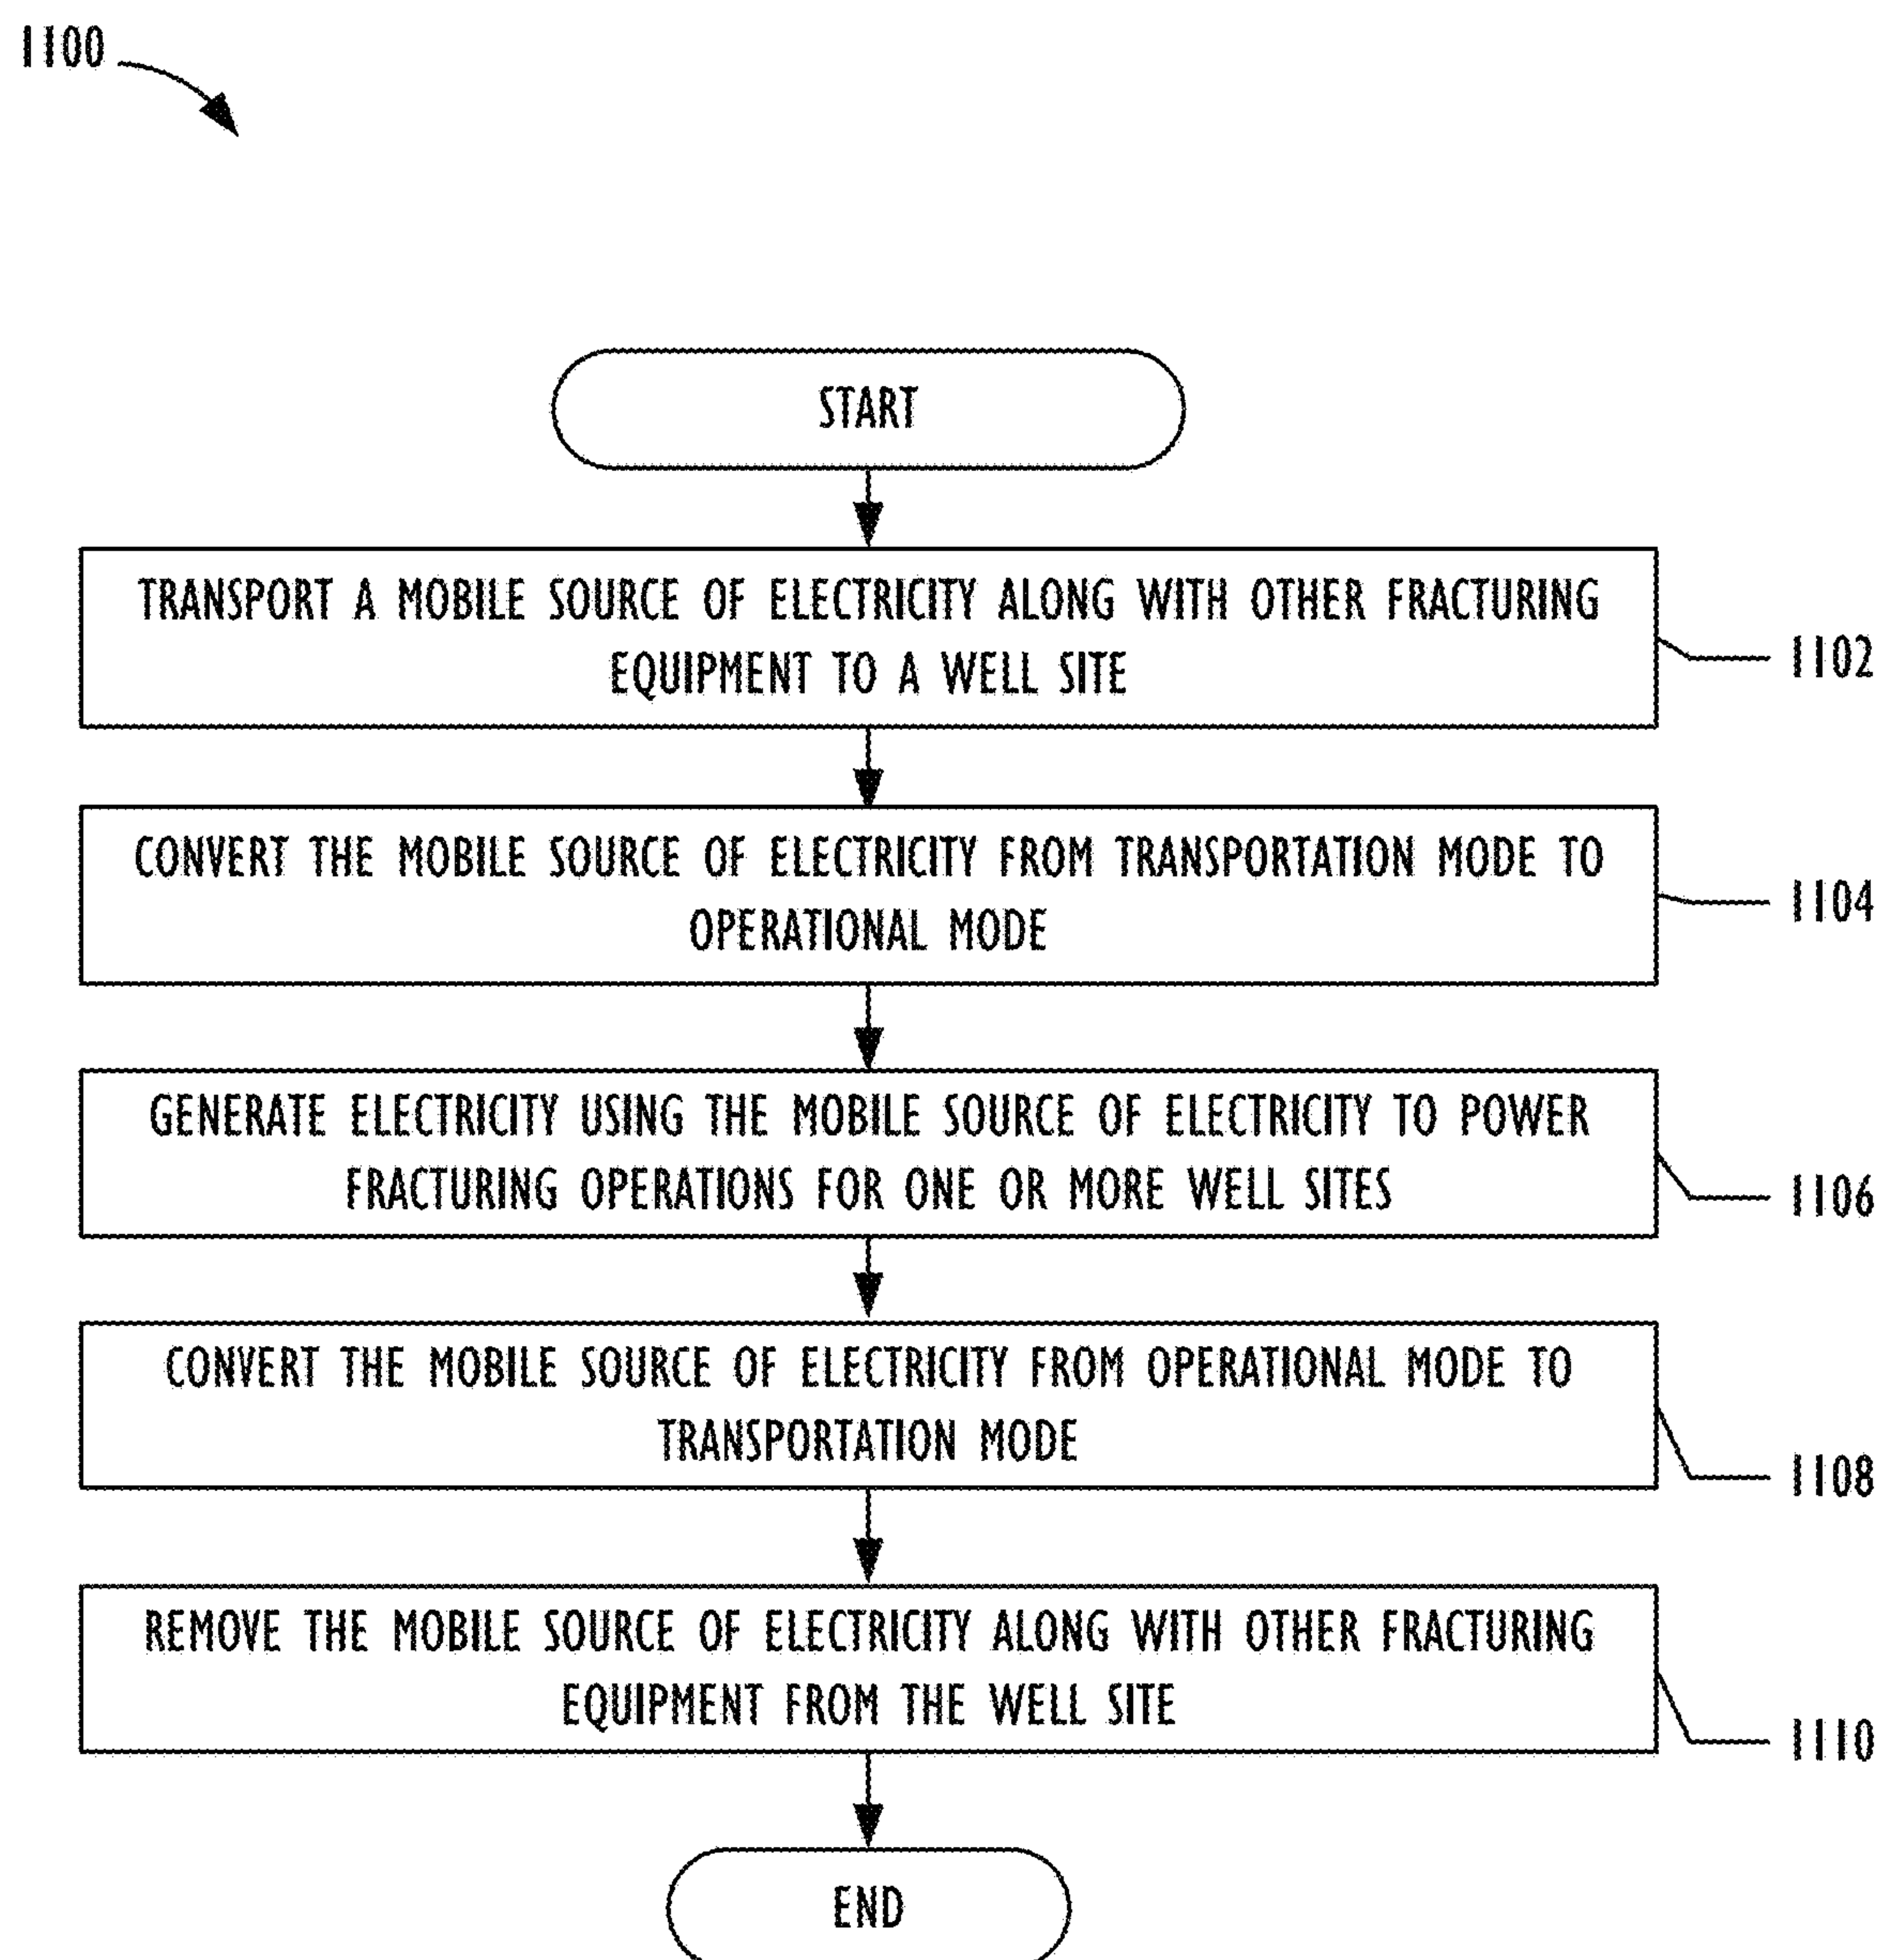 1100
START
TRANSPORT A MOBILE SOURCE OF ELECTRICITY ALONG WITH OTHER FRACTURING
EQUIPMENT TO A WELL SITE
1102
CONVERT THE MOBILE SOURCE OF ELECTRICITY FROM TRANSPORTATION MODE TO
OPERATIONAL MODE
1104
GENERATE ELECTRICITY USING THE MOBILE SOURCE OF ELECTRICITY TO POWER
FRACTURING OPERATIONS FOR ONE OR MORE WELL SITES
1106
CONVERT THE MOBILE SOURCE OF ELECTRICITY FROM OPERATIONAL MODE TO
TRANSPORTATION MODE
1108
REMOVE THE MOBILE SOURCE OF ELECTRICITY ALONG WITH OTHER FRACTURING
EQUIPMENT FROM THE WELL SITE
1110
END